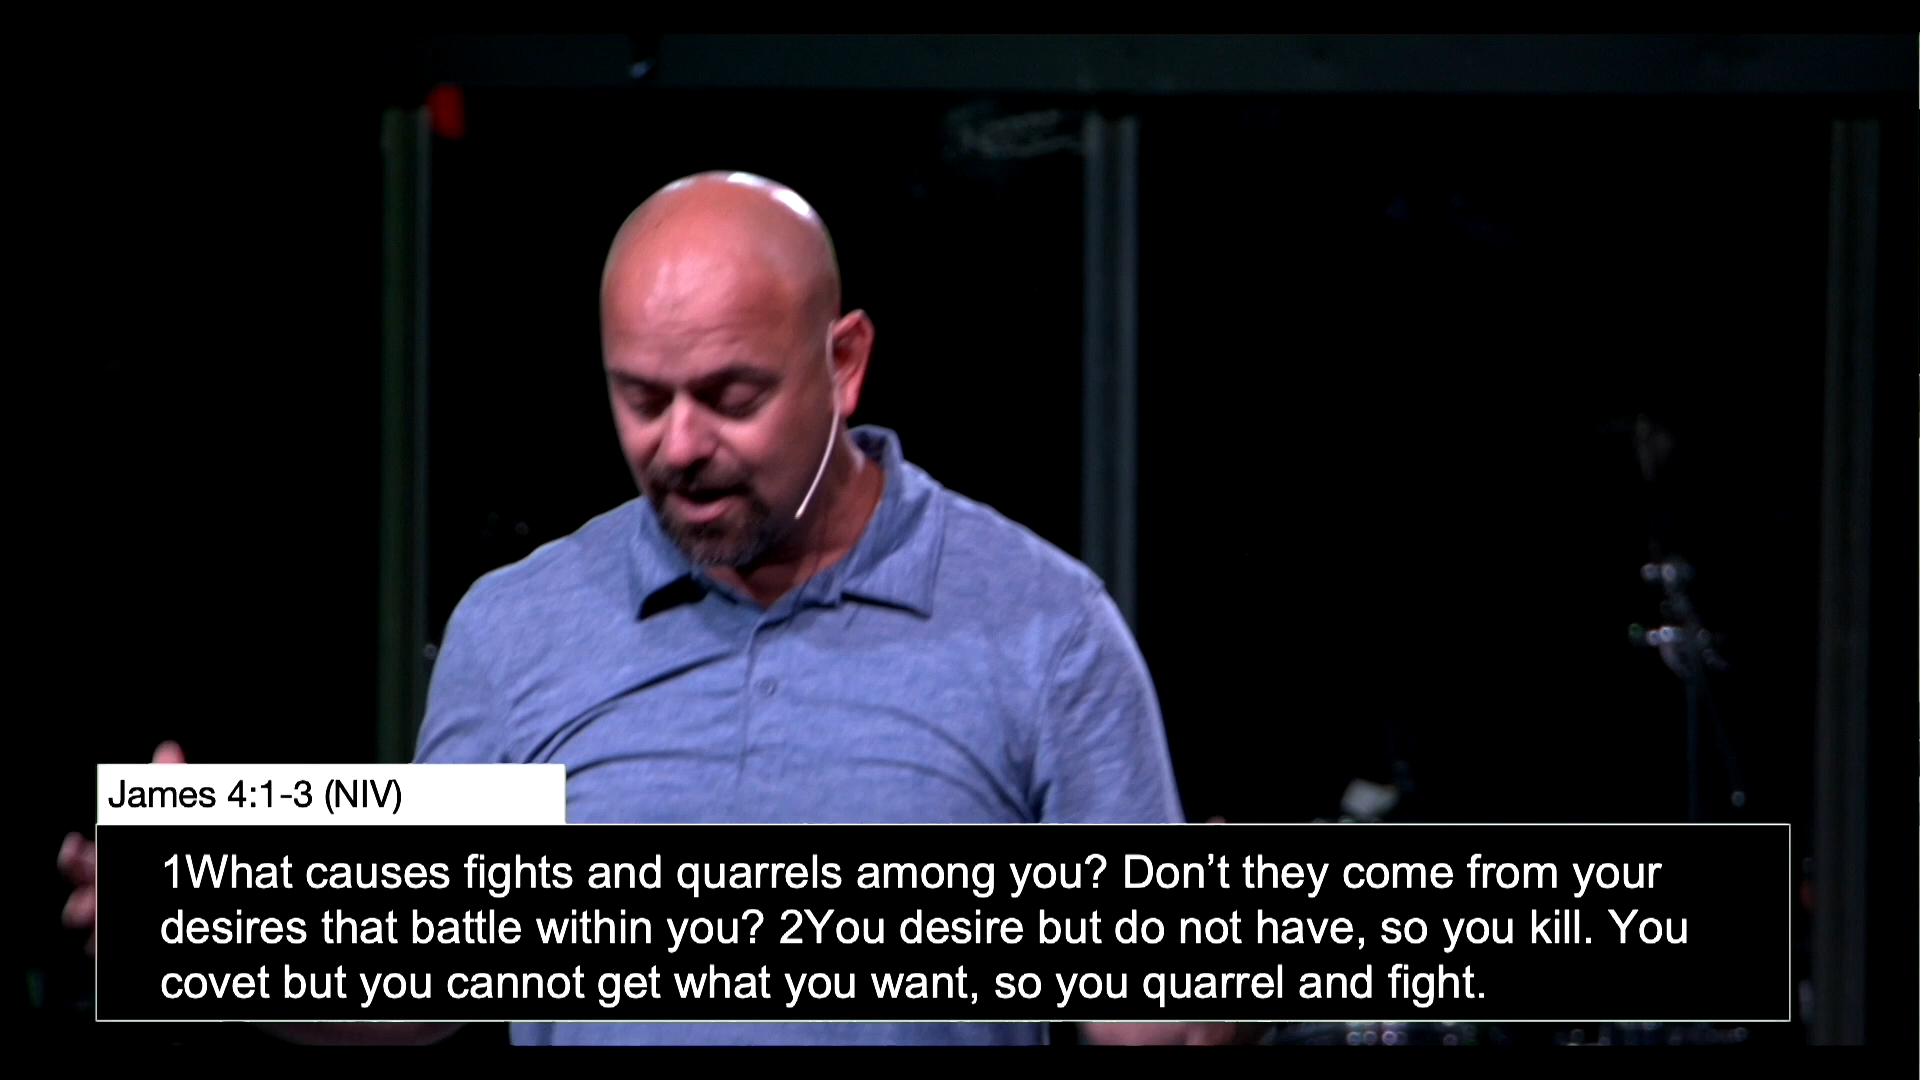 James 4:1-3 (NIV)
1What causes fights and quarrels among you? Don’t they come from your
desires that battle within you? 2You desire but do not have, so you kill. You
covet but you cannot get what you want, so you quarrel and fight.